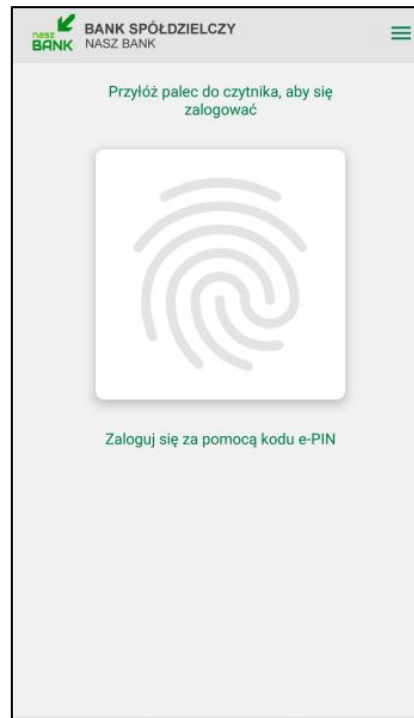 nasz
BANK
BANK SPÓŁDZIELCZY
NASZ BANK
Przyłóż palec do czytnika, aby się
zalogować
Zaloguj się za pomocą kodu e-PIN